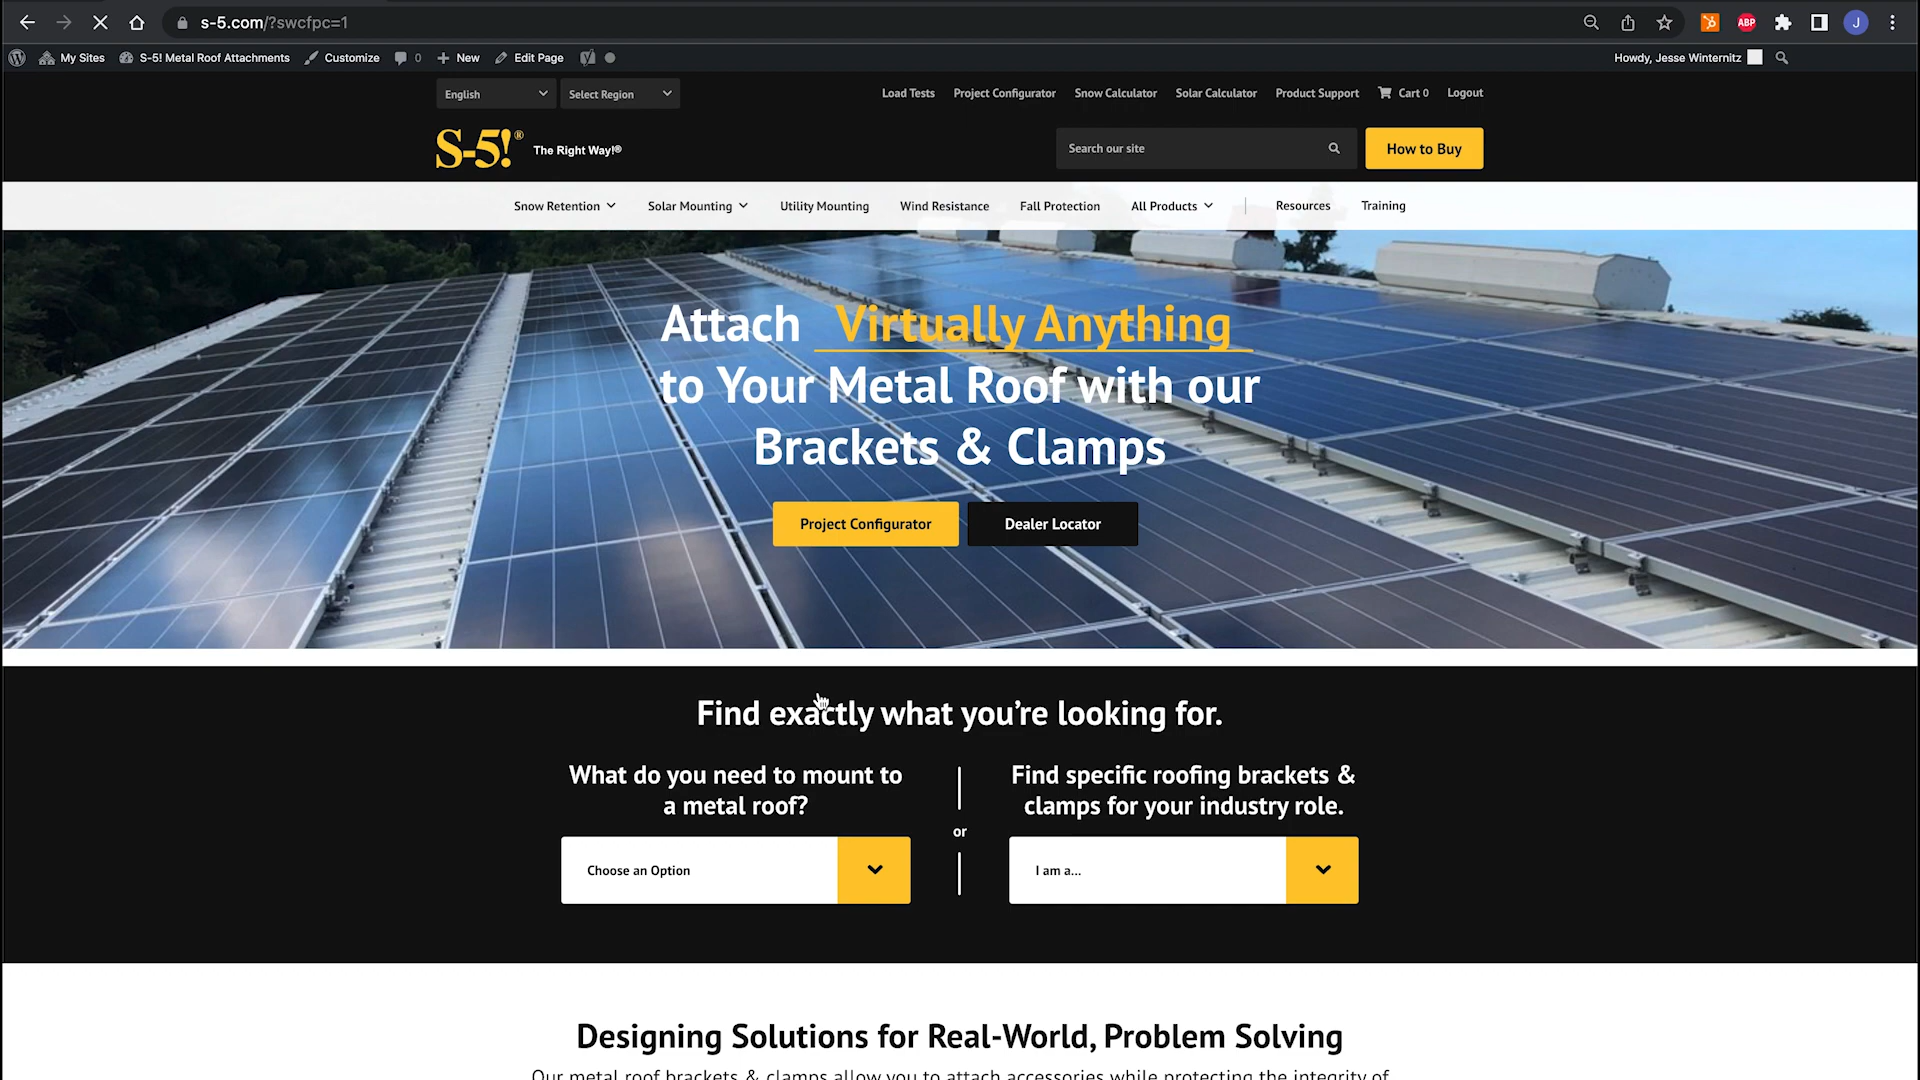 s-5.com/?swcfpc=1
ABP
J
My Sites
S-5! Metal Roof Attachments
Customize
0
New
Edit Page
Howdy, Jesse Winternitz
English
Select Region
Load Tests
Project Configurator
Snow Calculator
Solar Calculator
Product Support
Cart 0
Logout
S-5!®
The Right Way!®
Search our site
How to Buy
Snow Retention
Solar Mounting
Utility Mounting
Wind Resistance
Fall Protection
All Products
Resources
Training
Attach Virtually Anything
to Your Metal Roof with our
Brackets & Clamps
Project Configurator
Dealer Locator
Find exactly what you’re looking for.
What do you need to mount to
a metal roof?
Choose an Option
or
Find specific roofing brackets &
clamps for your industry role.
I am a...
Designing Solutions for Real-World, Problem Solving
Our metal roof brackets & clamps allow you to attach accessories while protecting the integrity of